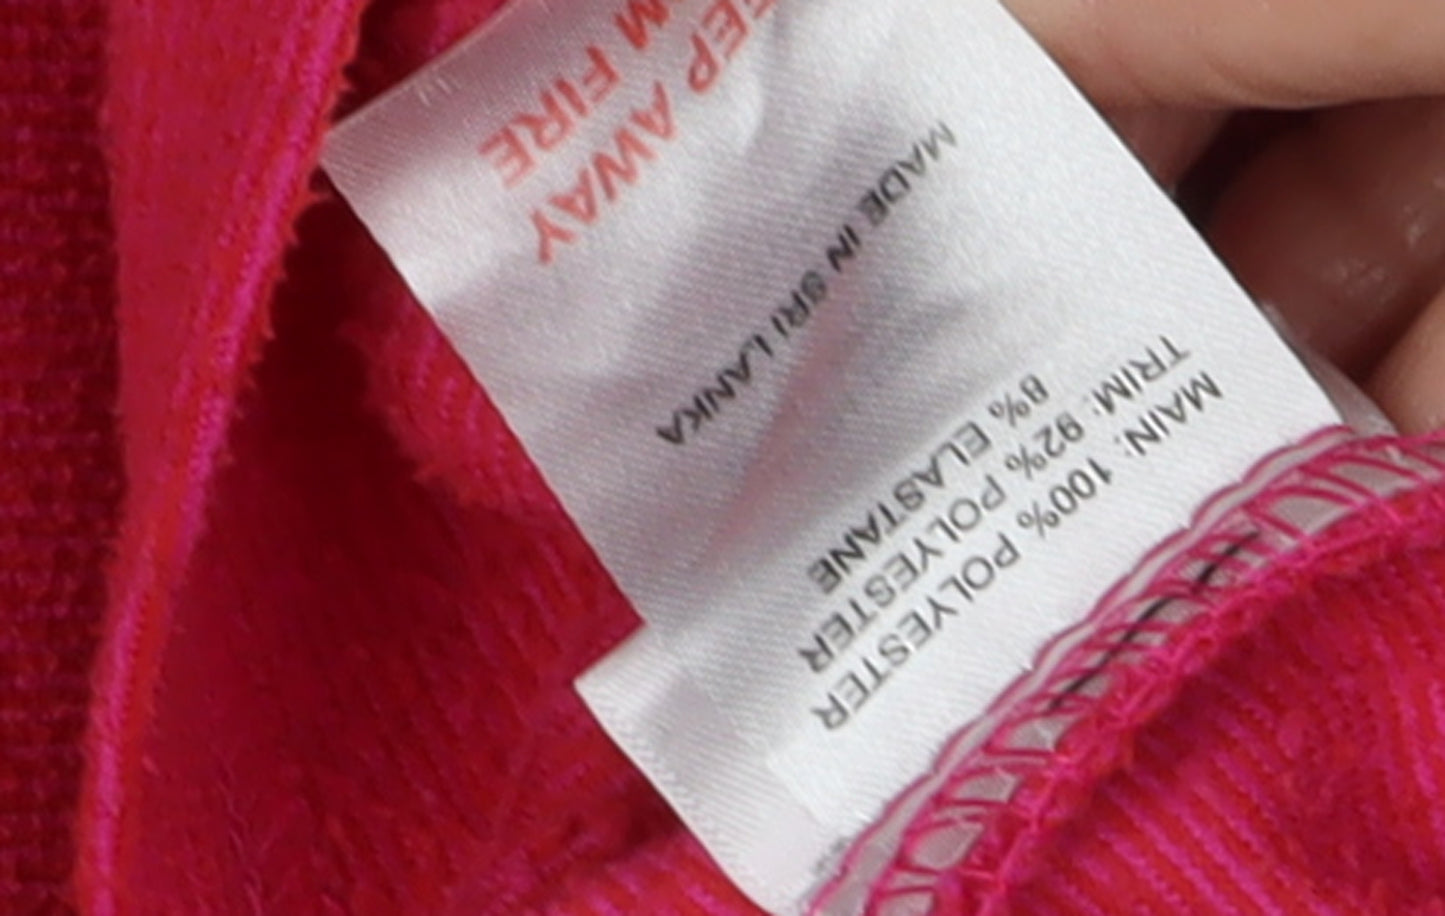 MAIN: 100% POLYESTER
TRIM: 92% POLYESTER
8% ELASTANE
MADE IN SRI LANKA
AWAY
FIRE